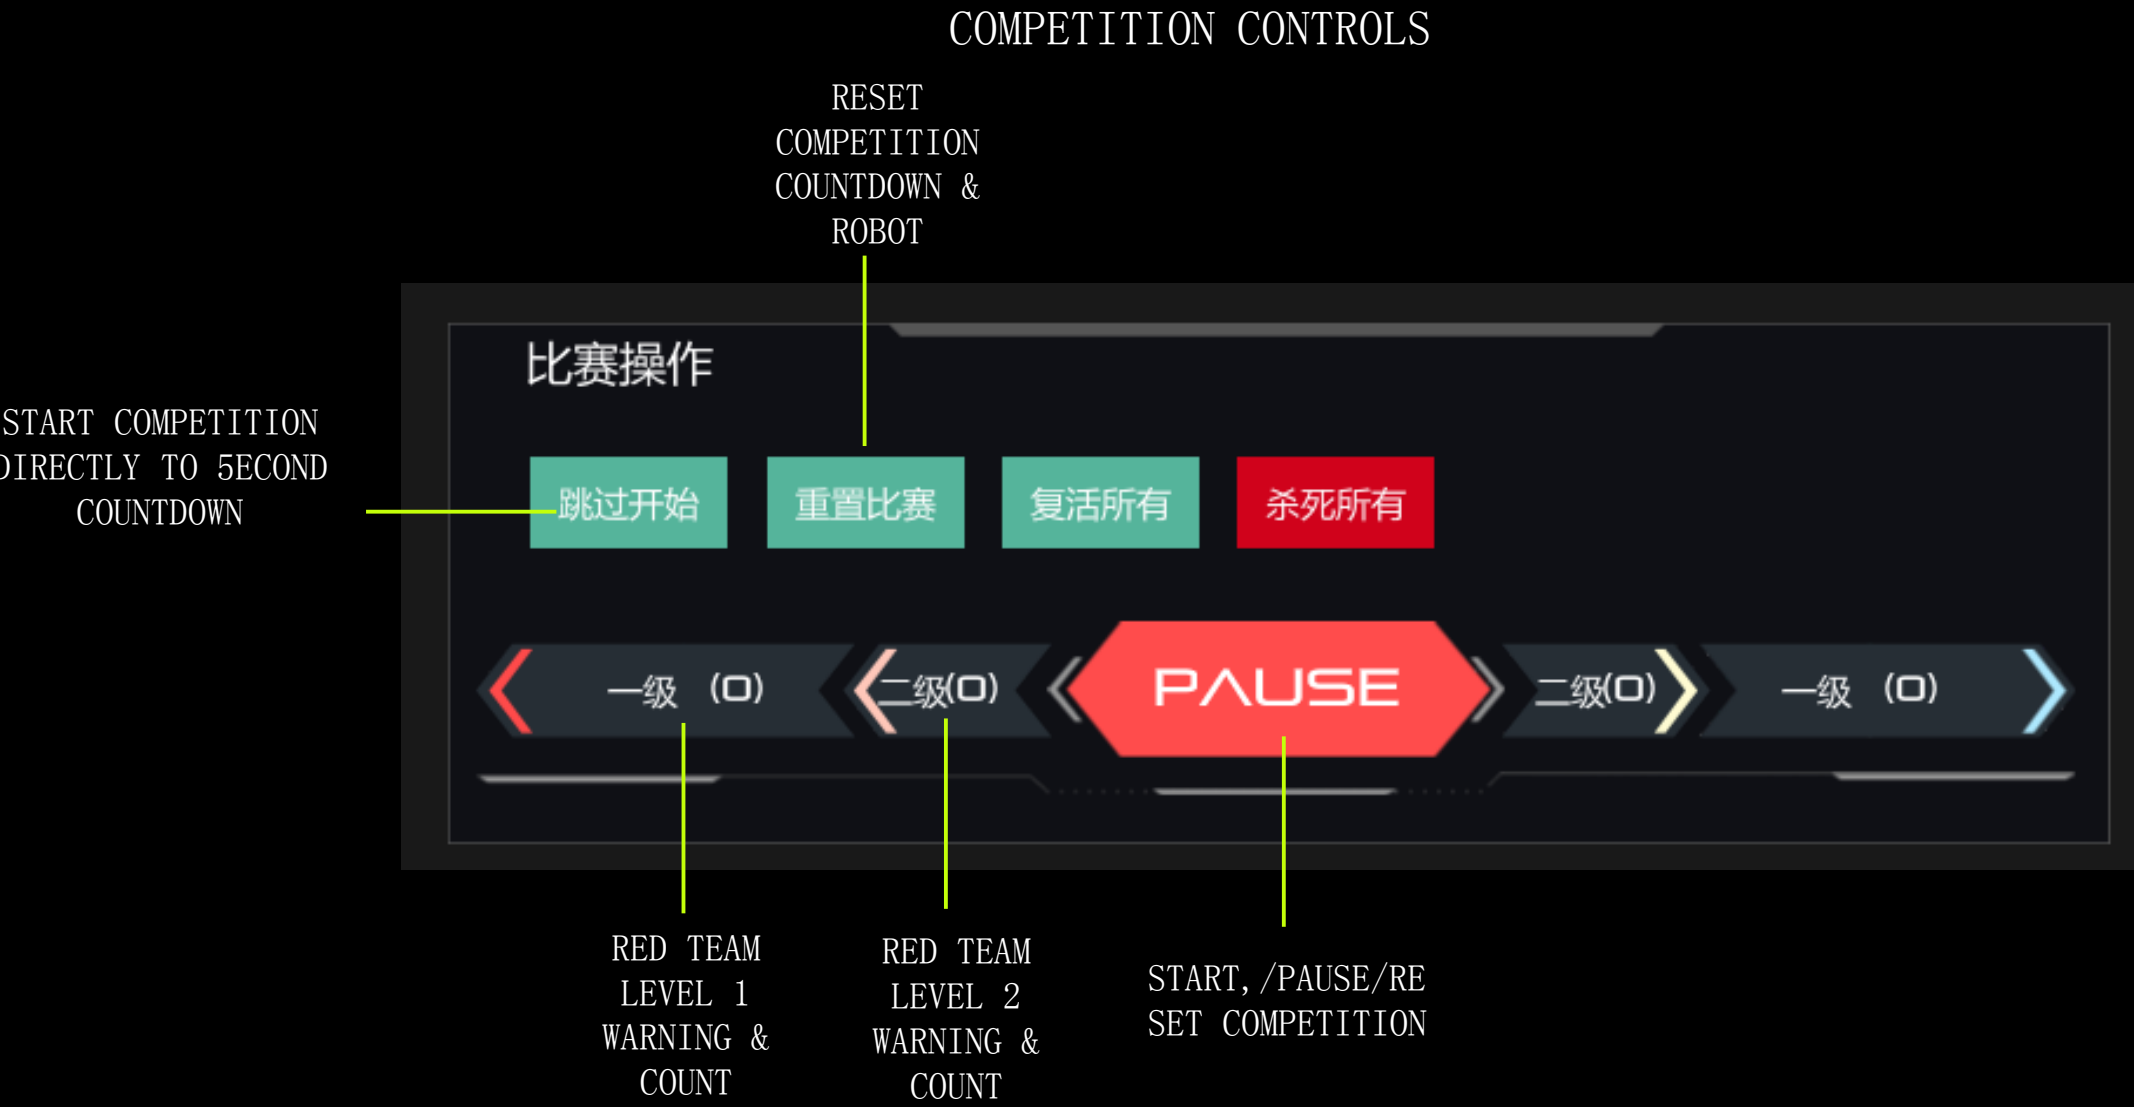 COMPETITION CONTROLS
RESET
COMPETITION
COUNTDOWN &
ROBOT
比赛操作
START COMPETITION
DIRECTLY TO 5ECOND
COUNTDOWN
跳过开始
重置比赛
复活所有
杀死所有
一级 (0)
二级(0)
PAUSE
二级(0)
一级 (0)
RED TEAM
LEVEL 1
WARNING &
COUNT
RED TEAM
LEVEL 2
WARNING &
COUNT
START,/PAUSE/RE
SET COMPETITION